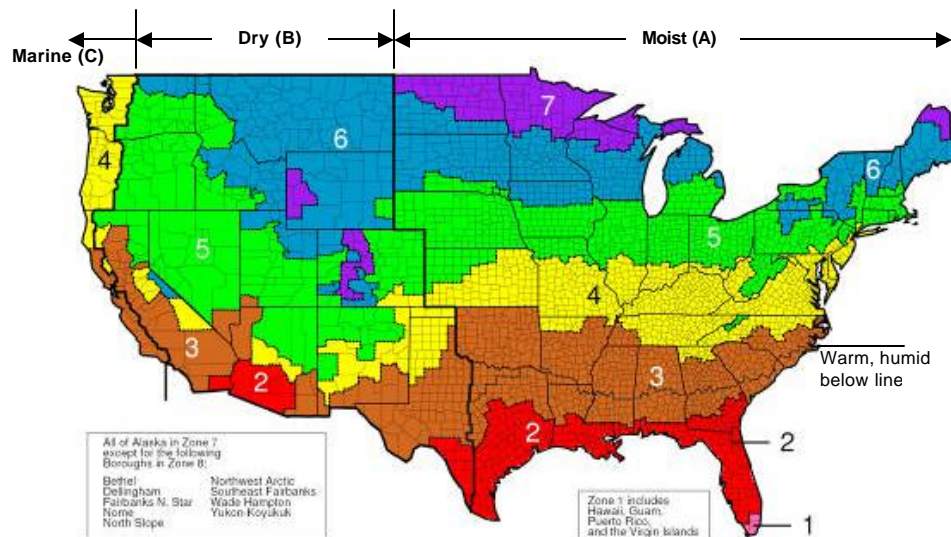 Marine (C)
Dry (B)
Moist (A)
7
6
6
4
5
5
4
3
3
2
2
Warm, humid
below line
2
1
All of Alaska in Zone 7
except for the following
Boroughs in Zone 8:
Bethel Northwest Arctic
Dellingham Southeast Fairbanks
Fairbanks N. Star Wade Hampton
Nome Yukon-Koyukuk
North Slope
Zone 1 includes
Hawaii, Guam,
Puerto Rico,
and the Virgin Islands